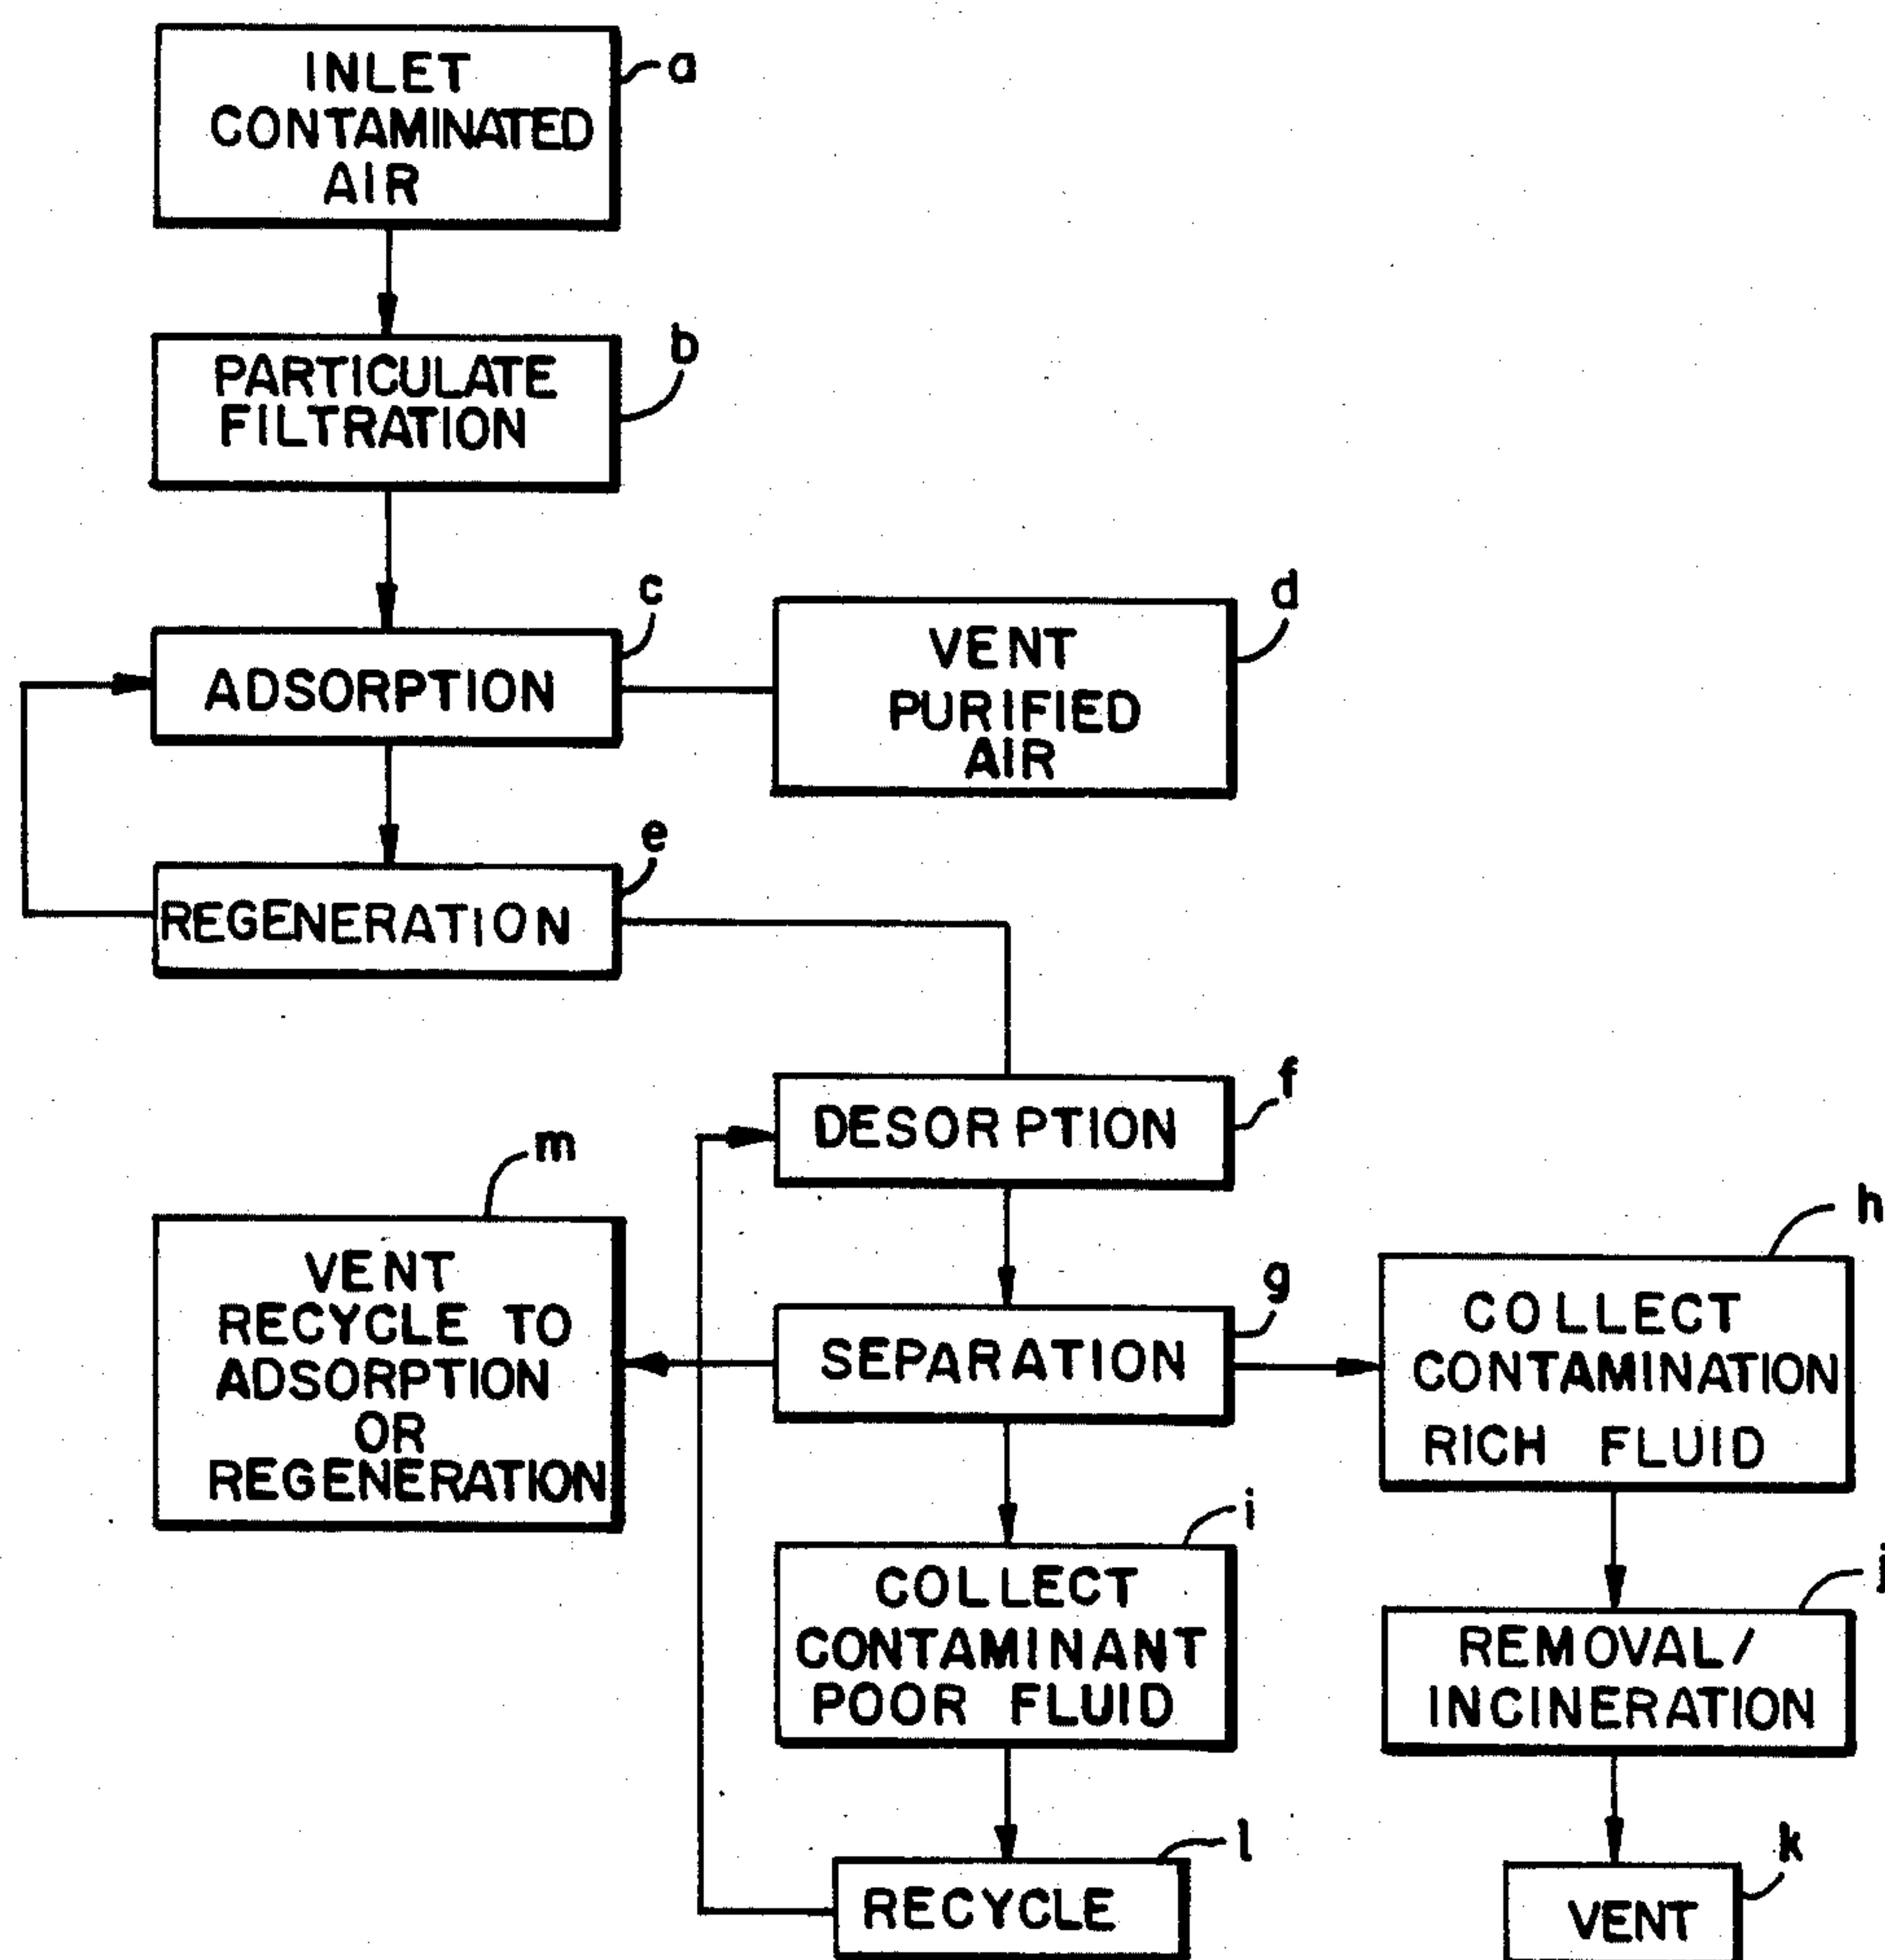 INLET
CONTAMINATED
AIR
a
PARTICULATE
FILTRATION
b
ADSORPTION
c
VENT
PURIFIED
AIR
d
REGENERATION
e
DESORPTION
f
VENT
RECYCLE TO
ADSORPTION
OR
REGENERATION
m
SEPARATION
g
COLLECT
CONTAMINATION
RICH FLUID
h
COLLECT
CONTAMINANT
POOR FLUID
i
REMOVAL/
INCINERATION
j
RECYCLE
l
VENT
k